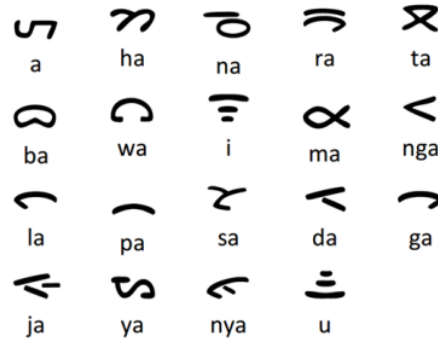 ᯁ ᯃ ᯉ ᯓ ᯖ
a ha na ra ta
ᯅ ᯌ ᯤ ᯕ ᯝ
ba wa i ma nga
ᯟ ᯈ ᯙ ᯑ ᯏ
la pa sa da ga
ᯐ ᯜ ᯠ ᯥ
ja ya nya u